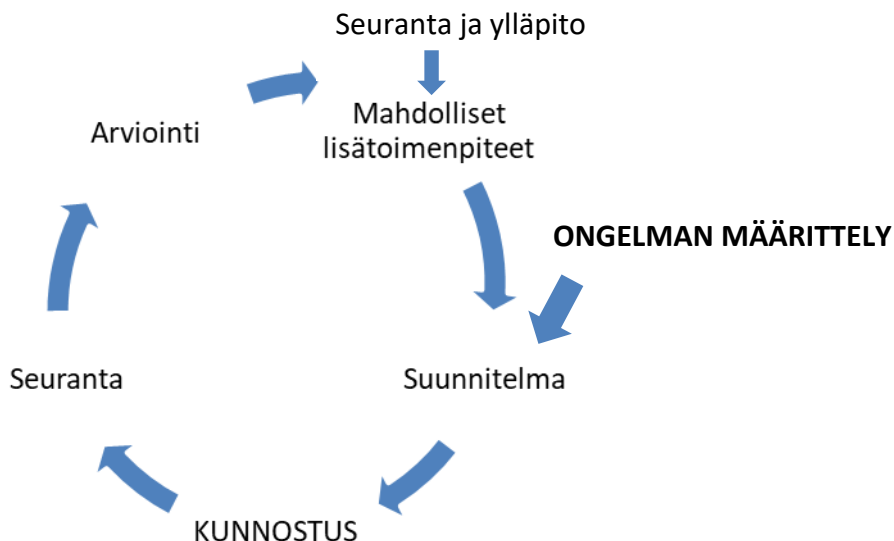 Seuranta ja ylläpito
Mahdolliset
lisätoimenpiteet
Arviointi
ONGELMAN MÄÄRITTELY
Seuranta
Suunnitelma
KUNNOSTUS